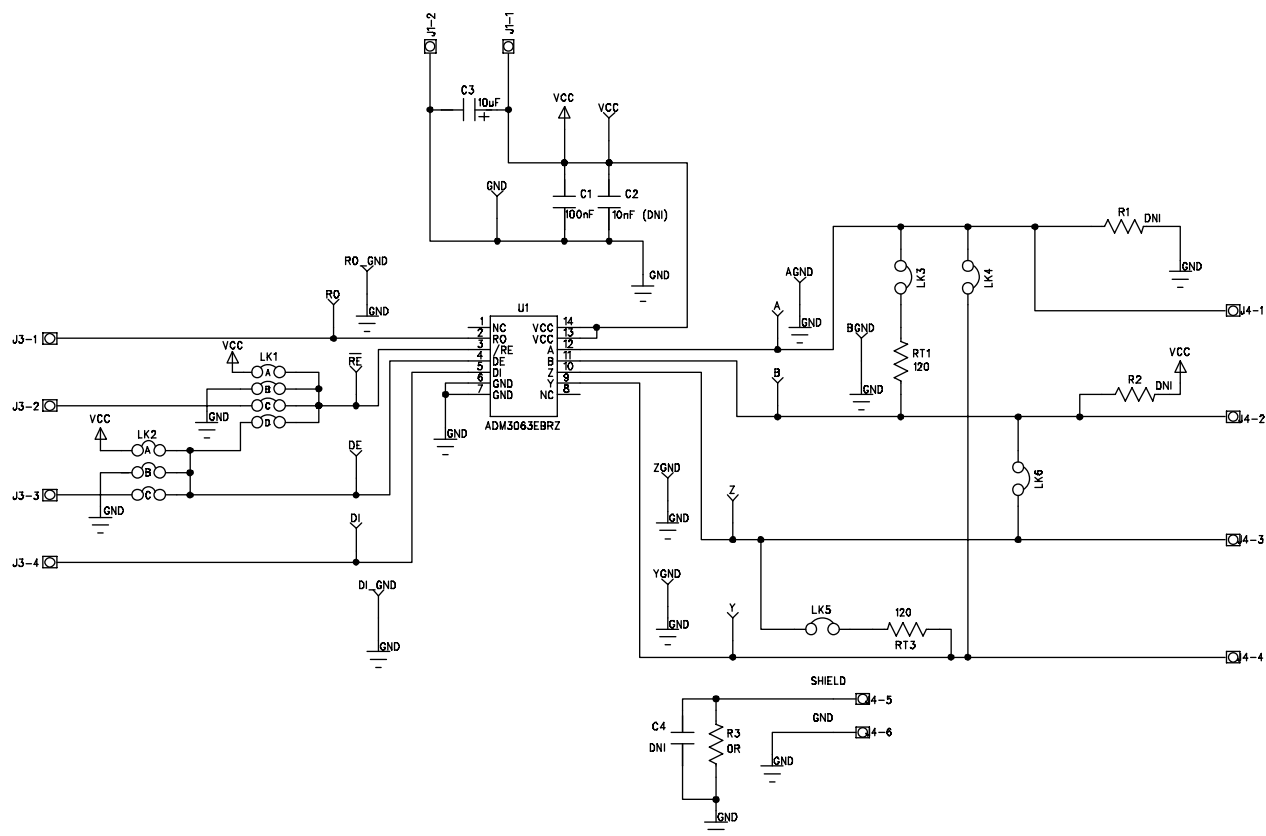 J1-2
J1-1
C3
10uF
+
VCC
VCC
GND
C1
100nF
C2
10nF (DNI)
GND
R1
DNI
GND
RO_GND
GND
RO
AGND
GND
A
BGND
GND
LK3
LK4
J4-1
RT1
120
U1
1 NC
2 RO
3 /RE
4 DE
5 DI
6 GND
7 GND
VCC 14
VCC 13
A 12
B 11
Z 10
Y 9
NC 8
ADM3063EBRZ
GND
J3-1
VCC
LK1
A
B
C
D
RE
J3-2
GND
VCC
LK2
A
B
C
DE
J3-3
GND
DI
J3-4
DI_GND
GND
B
R2
DNI
VCC
J4-2
LK6
ZGND
GND
Z
J4-3
YGND
GND
Y
LK5
120
RT3
J4-4
SHIELD
J4-5
C4
DNI
R3
0R
GND
GND
J4-6
GND